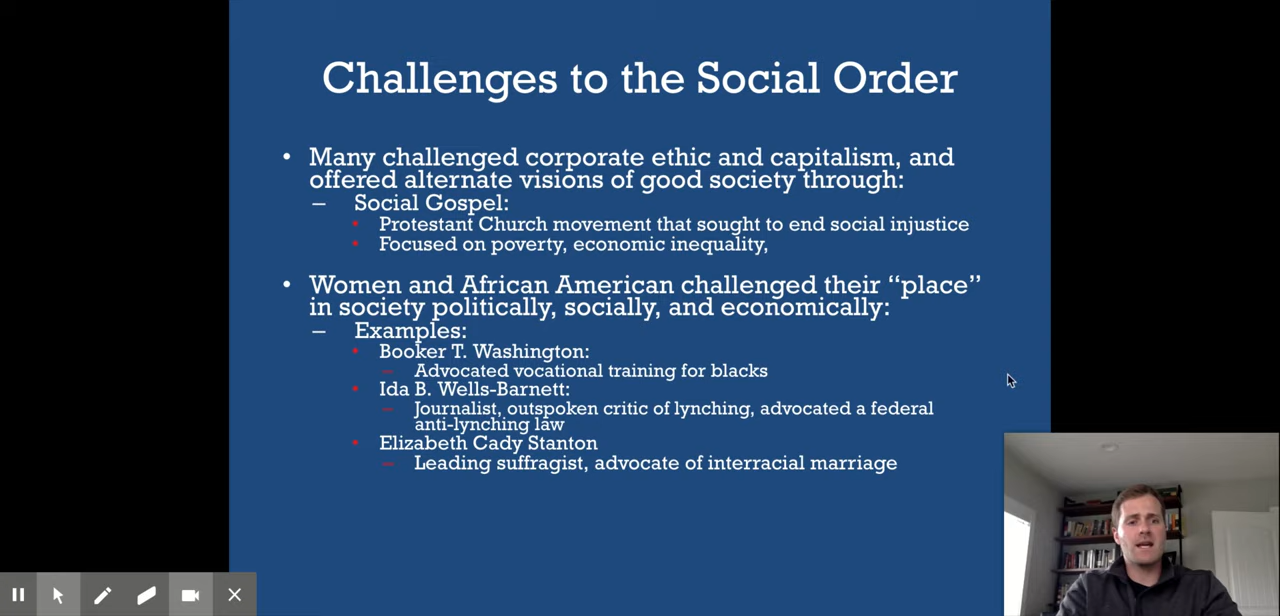 Challenges to the Social Order
• Many challenged corporate ethic and capitalism, and
offered alternate visions of good society through:
– Social Gospel:
• Protestant Church movement that sought to end social injustice
• Focused on poverty, economic inequality,
• Women and African American challenged their “place”
in society politically, socially, and economically:
– Examples:
• Booker T. Washington:
– Advocated vocational training for blacks
• Ida B. Wells-Barnett:
– Journalist, outspoken critic of lynching, advocated a federal
anti-lynching law
• Elizabeth Cady Stanton
– Leading suffragist, advocate of interracial marriage